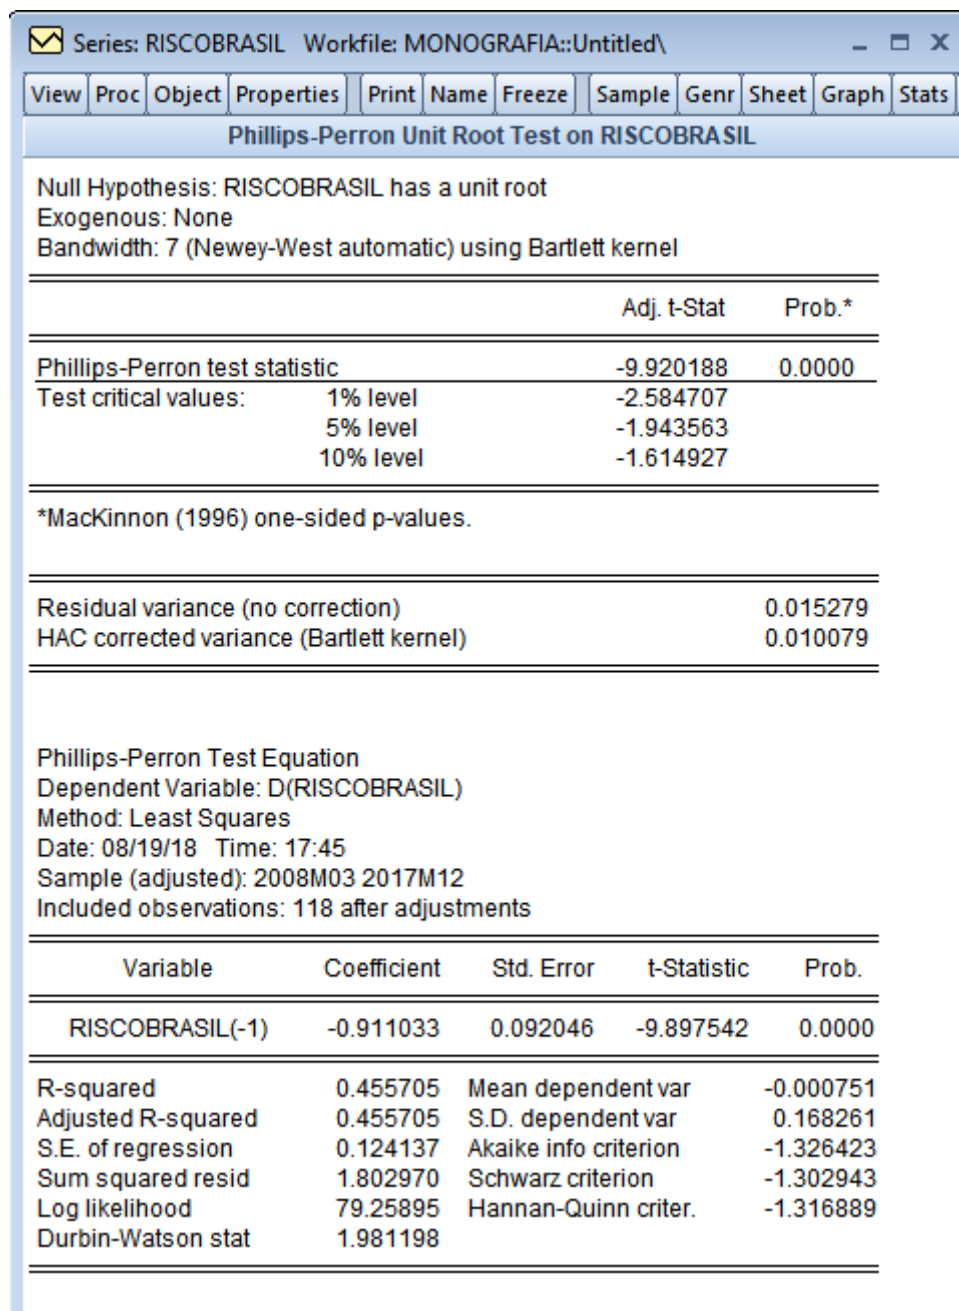 Series: RISCOBRASIL Workfile: MONOGRAFIA::Untitled\
View Proc Object Properties Print Name Freeze Sample Genr Sheet Graph Stats
Phillips-Perron Unit Root Test on RISCOBRASIL
Null Hypothesis: RISCOBRASIL has a unit root
Exogenous: None
Bandwidth: 7 (Newey-West automatic) using Bartlett kernel
Adj. t-Stat Prob.*
Phillips-Perron test statistic -9.920188 0.0000
Test critical values: 1% level -2.584707
5% level -1.943563
10% level -1.614927
*MacKinnon (1996) one-sided p-values.
Residual variance (no correction) 0.015279
HAC corrected variance (Bartlett kernel) 0.010079
Phillips-Perron Test Equation
Dependent Variable: D(RISCOBRASIL)
Method: Least Squares
Date: 08/19/18 Time: 17:45
Sample (adjusted): 2008M03 2017M12
Included observations: 118 after adjustments
Variable Coefficient Std. Error t-Statistic Prob.
RISCOBRASIL(-1) -0.911033 0.092046 -9.897542 0.0000
R-squared 0.455705 Mean dependent var -0.000751
Adjusted R-squared 0.455705 S.D. dependent var 0.168261
S.E. of regression 0.124137 Akaike info criterion -1.326423
Sum squared resid 1.802970 Schwarz criterion -1.302943
Log likelihood 79.25895 Hannan-Quinn criter. -1.316889
Durbin-Watson stat 1.981198